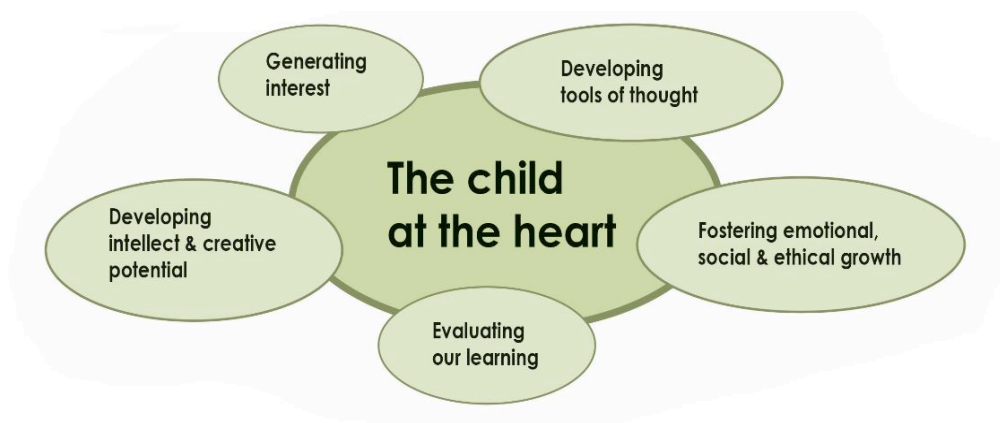 Generating
interest
Developing
tools of thought
The child
at the heart
Developing
intellect & creative
potential
Fostering emotional,
social & ethical growth
Evaluating
our learning